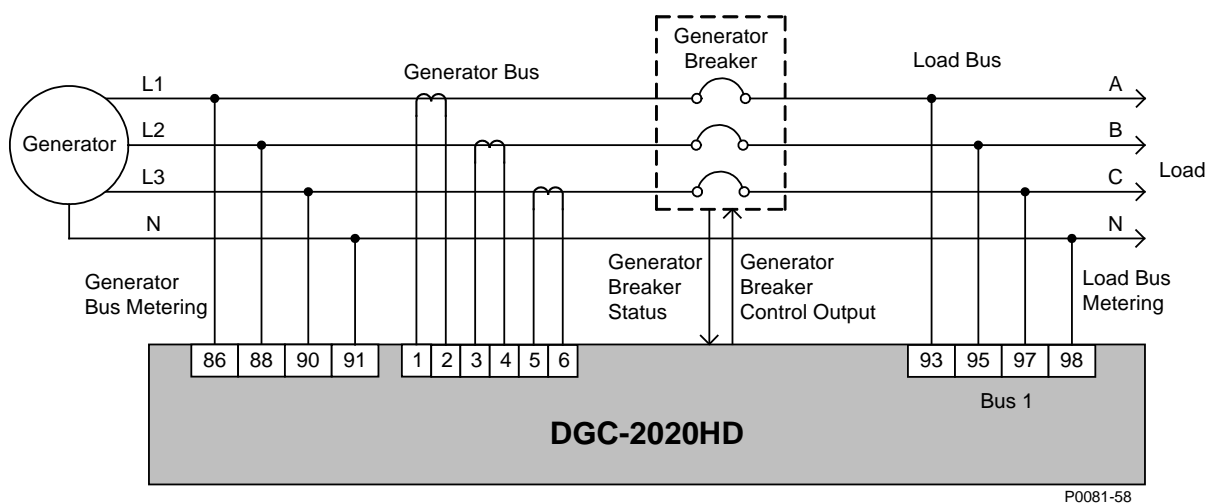 Generator
Breaker
Generator Bus
Load Bus
L1
A
L2
B
Generator
L3
C
Load
N
N
Generator
Bus Metering
Generator
Breaker
Status
Generator
Breaker
Control Output
Load Bus
Metering
86 88 90 91 1 2 3 4 5 6 93 95 97 98
Bus 1
DGC-2020HD
P0081-58